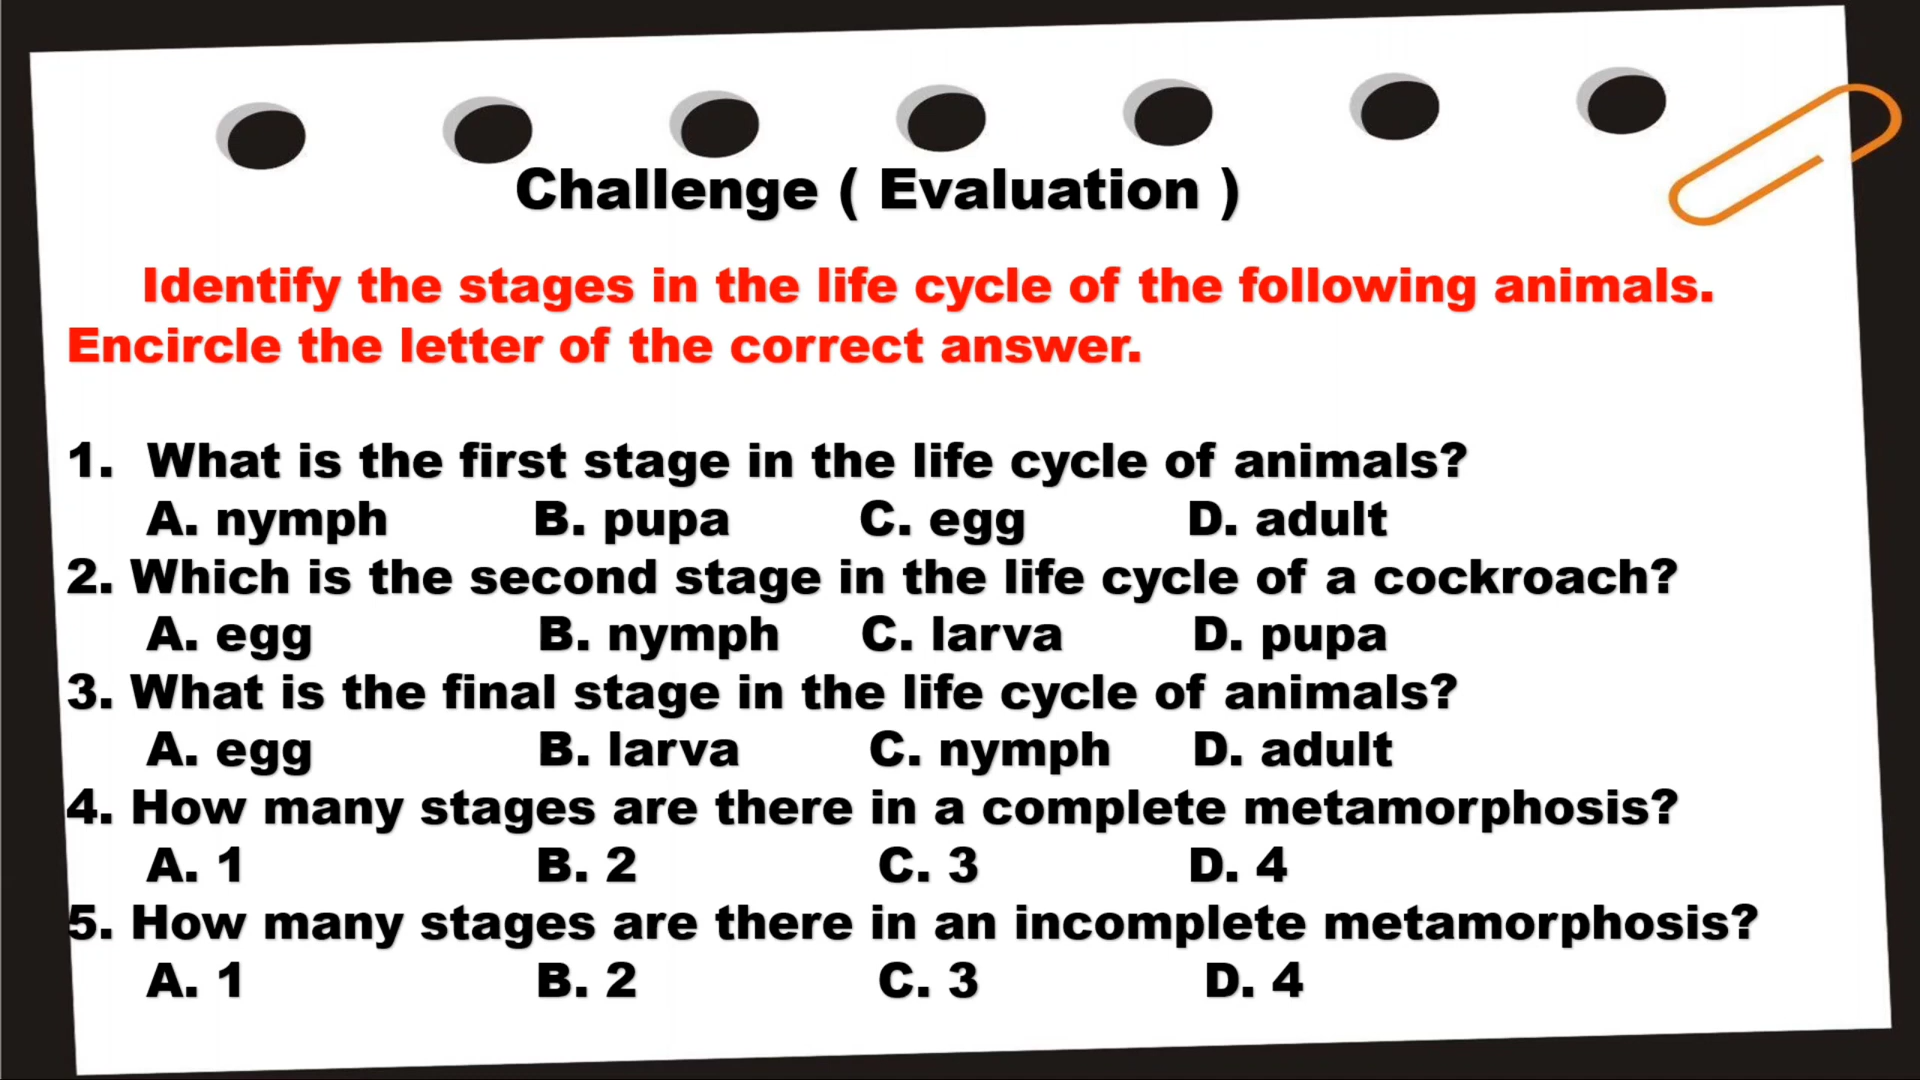 Challenge ( Evaluation )
Identify the stages in the life cycle of the following animals.
Encircle the letter of the correct answer.
1. What is the first stage in the life cycle of animals?
A. nymph B. pupa C. egg D. adult
2. Which is the second stage in the life cycle of a cockroach?
A. egg B. nymph C. larva D. pupa
3. What is the final stage in the life cycle of animals?
A. egg B. larva C. nymph D. adult
4. How many stages are there in a complete metamorphosis?
A. 1 B. 2 C. 3 D. 4
5. How many stages are there in an incomplete metamorphosis?
A. 1 B. 2 C. 3 D. 4